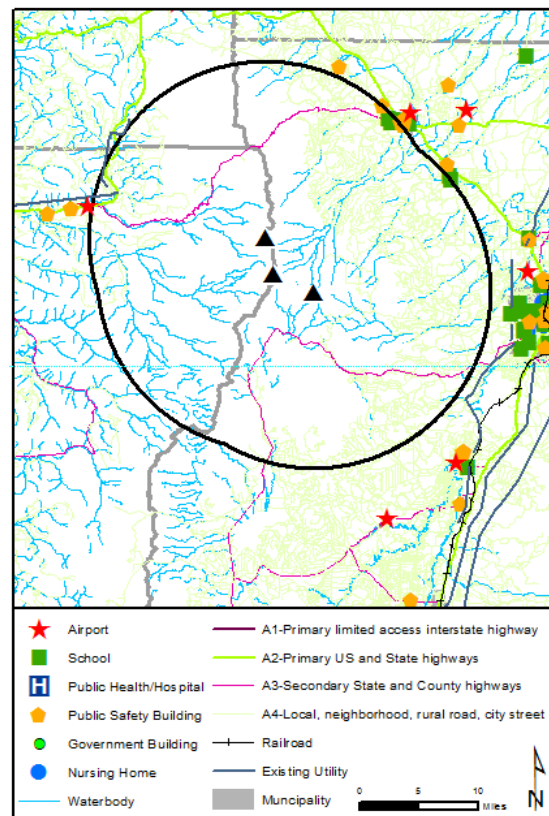 Airport
School
H Public Health/Hospital
Public Safety Building
Government Building
Nursing Home
Waterbody
A1-Primary limited access interstate highway
A2-Primary US and State highways
A3-Secondary State and County highways
A4-Local, neighborhood, rural road, city street
Railroad
Existing Utility
Muncipality
0 5 10
Miles
N